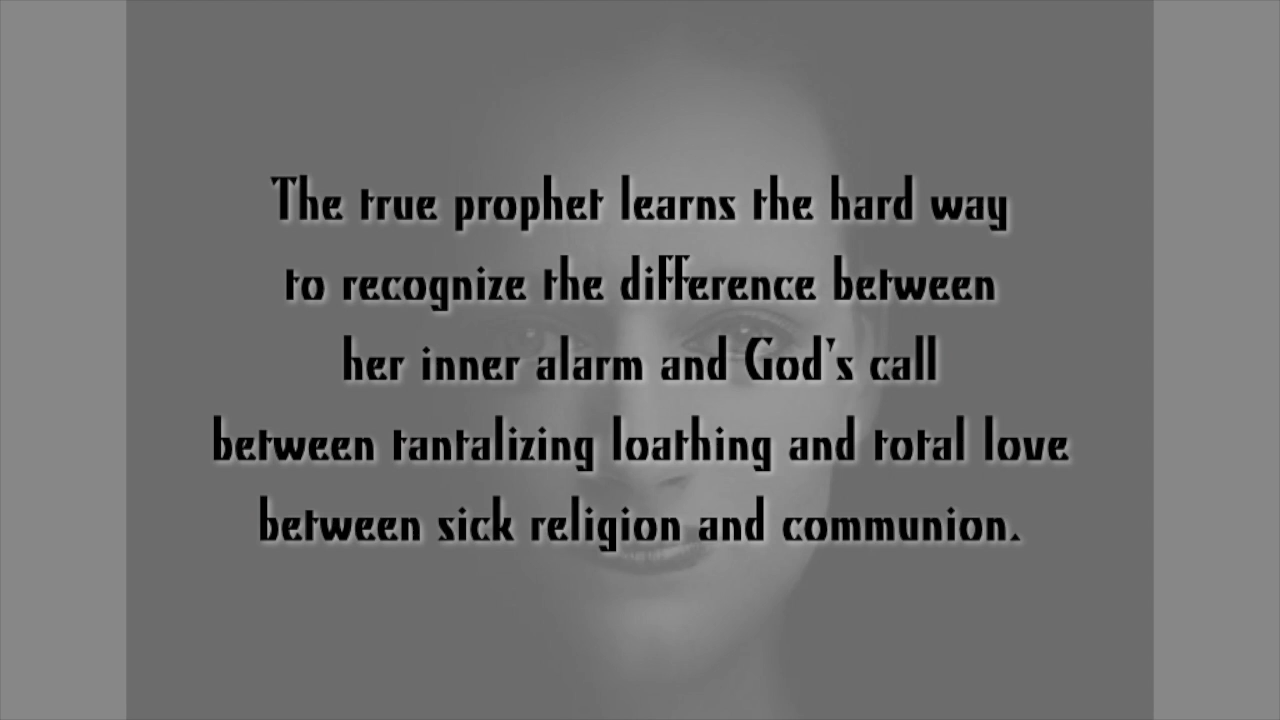 The true prophet learns the hard way
to recognize the difference between
her inner alarm and God's call
between tantalizing loathing and total love
between sick religion and communion.